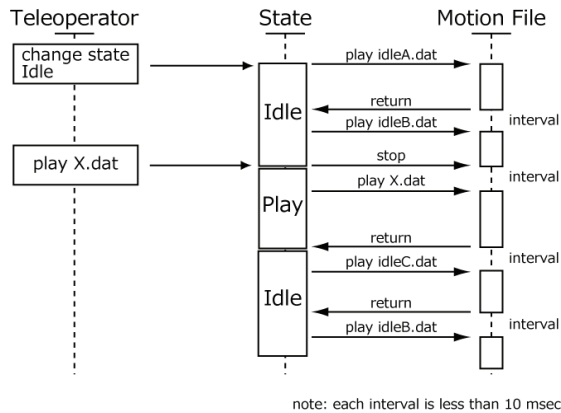 Teleoperator State Motion File
change state
Idle
play idleA.dat
Idle
return
play idleB.dat
interval
play X.dat
stop
interval
play X.dat
Play
return
interval
play idleC.dat
Idle
return
interval
play idleB.dat
note: each interval is less than 10 msec